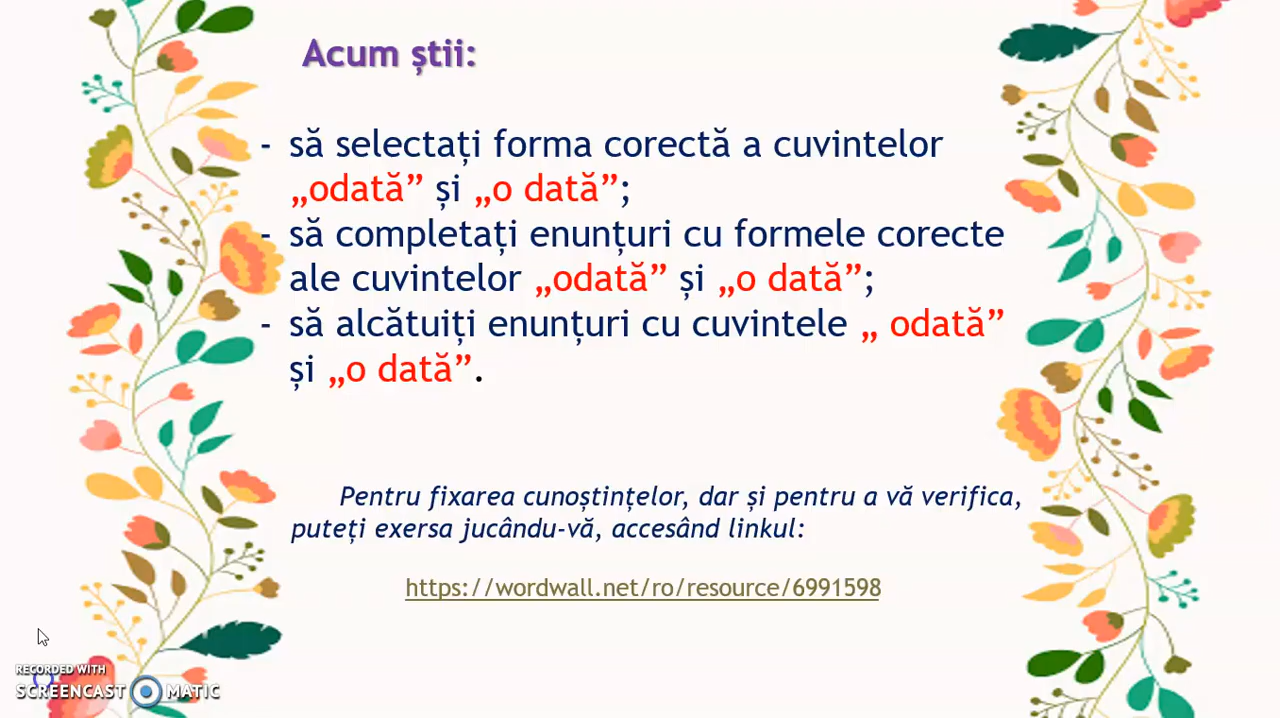 Acum știi:
- să selectați forma corectă a cuvintelor
„odată” și „o dată”;
- să completați enunțuri cu formele corecte
ale cuvintelor „odată” și „o dată”;
- să alcătuiți enunțuri cu cuvintele „ odată”
și „o dată”.
Pentru fixarea cunoștințelor, dar și pentru a vă verifica,
puteți exersa jucându-vă, accesând linkul:
https://wordwall.net/ro/resource/6991598
RECORDED WITH
SCREENCAST MATIC